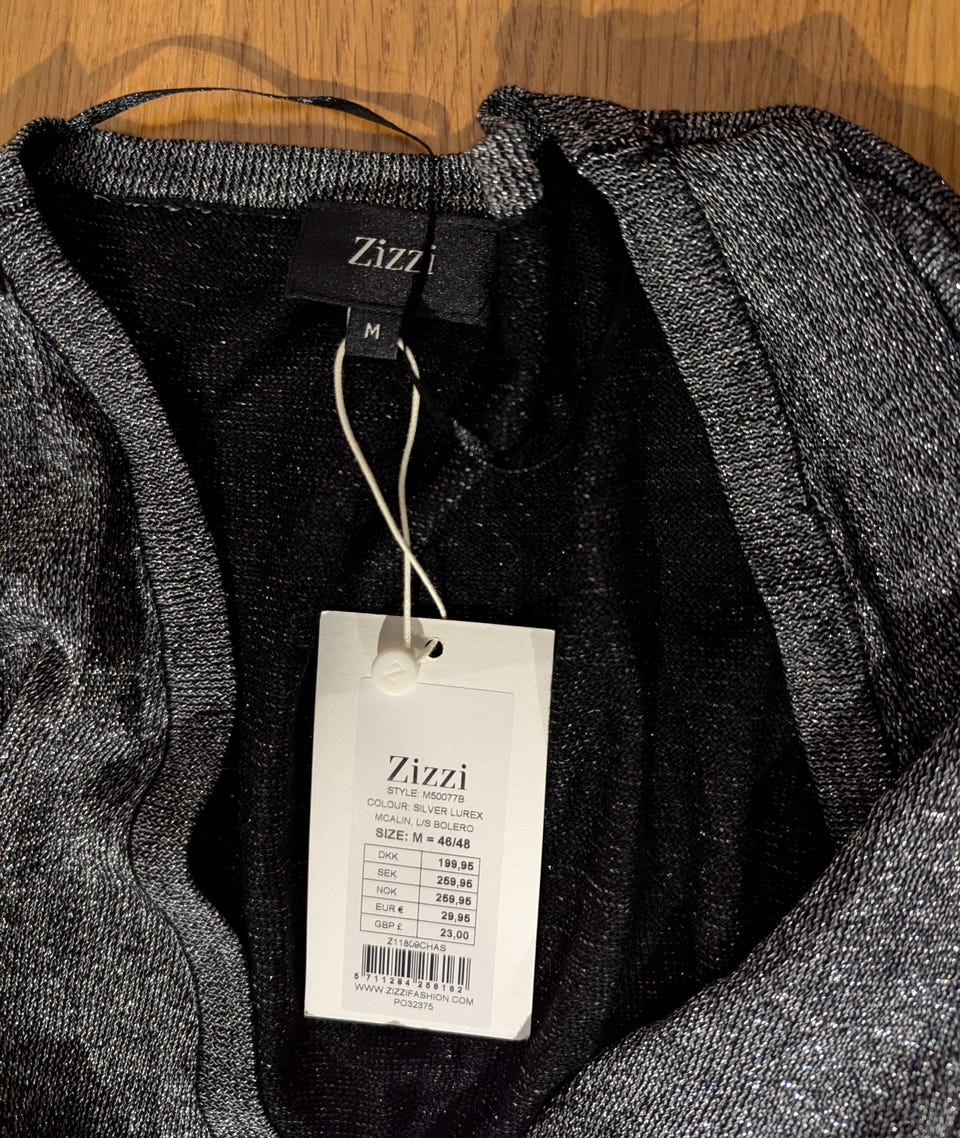 Zizzi
M
Zizzi
STYLE: M50077B
COLOUR: SILVER LUREX
MCALIN, L/S BOLERO
SIZE: M = 46/48
DKK 199,95
SEK 259,95
NOK 259,95
EUR € 29,95
GBP £ 23,00
Z11809CHAS
5 711284 256162
WWW.ZIZZIFASHION.COM
PO32375